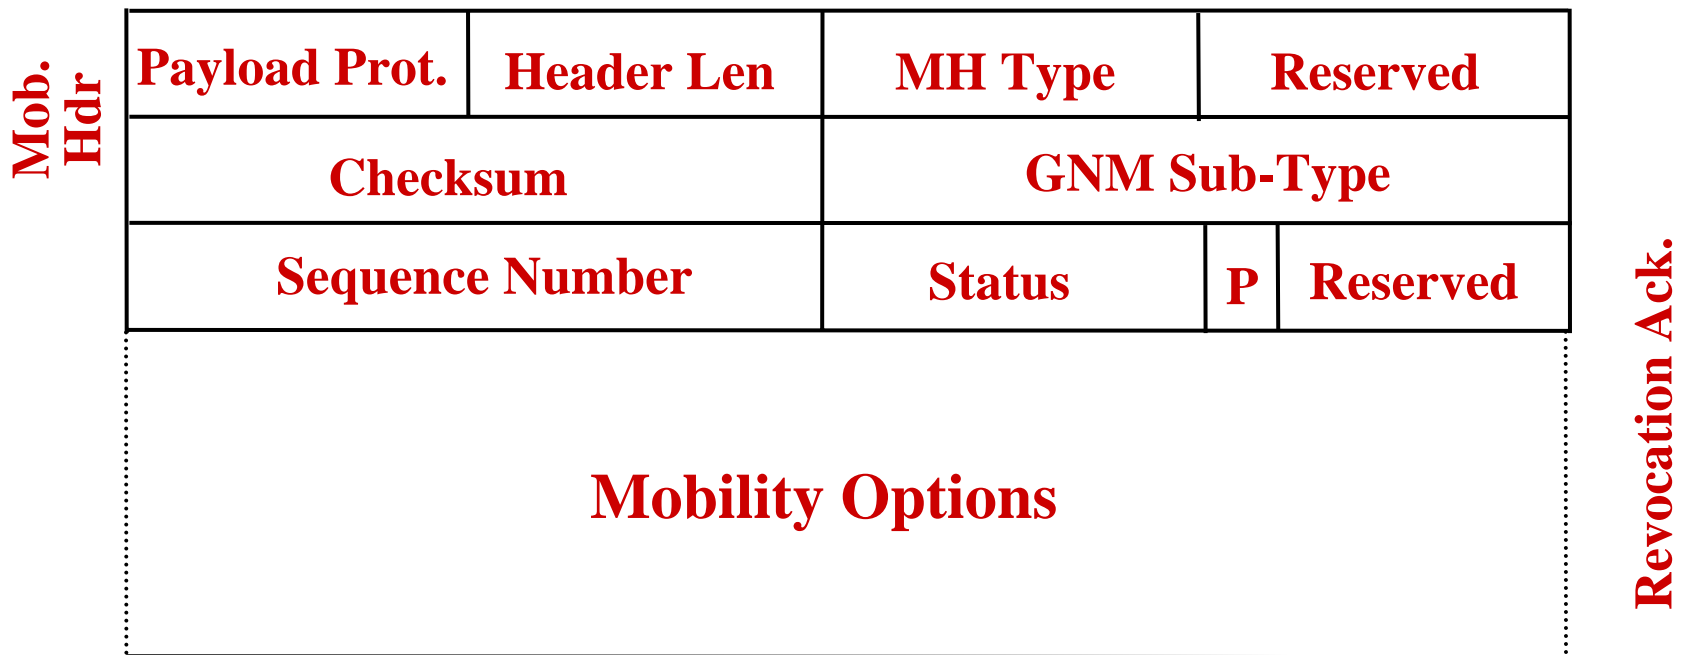 Mob.
Hdr
Payload Prot.
Header Len
MH Type
Reserved
Checksum
GNM Sub-Type
Sequence Number
Status
P
Reserved
Mobility Options
Revocation Ack.